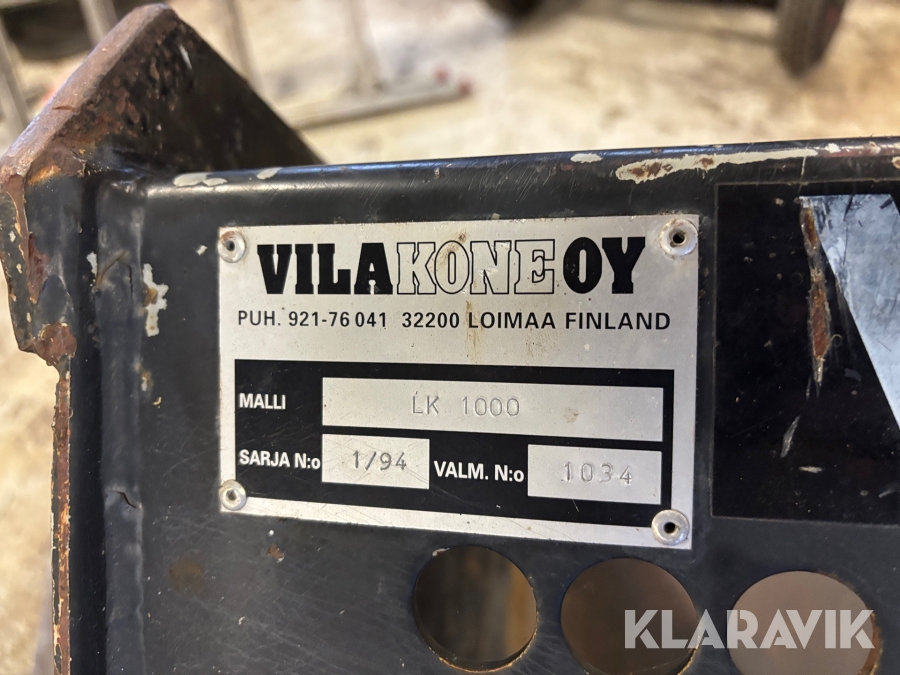 VILAKONE OY
PUH. 921-76 041 32200 LOIMAA FINLAND
MALLI LK 1000
SARJA N:o 1/94 VALM. N:o 1034
KLARAVIK